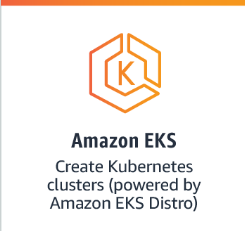 K
Amazon EKS
Create Kubernetes
clusters (powered by
Amazon EKS Distro)